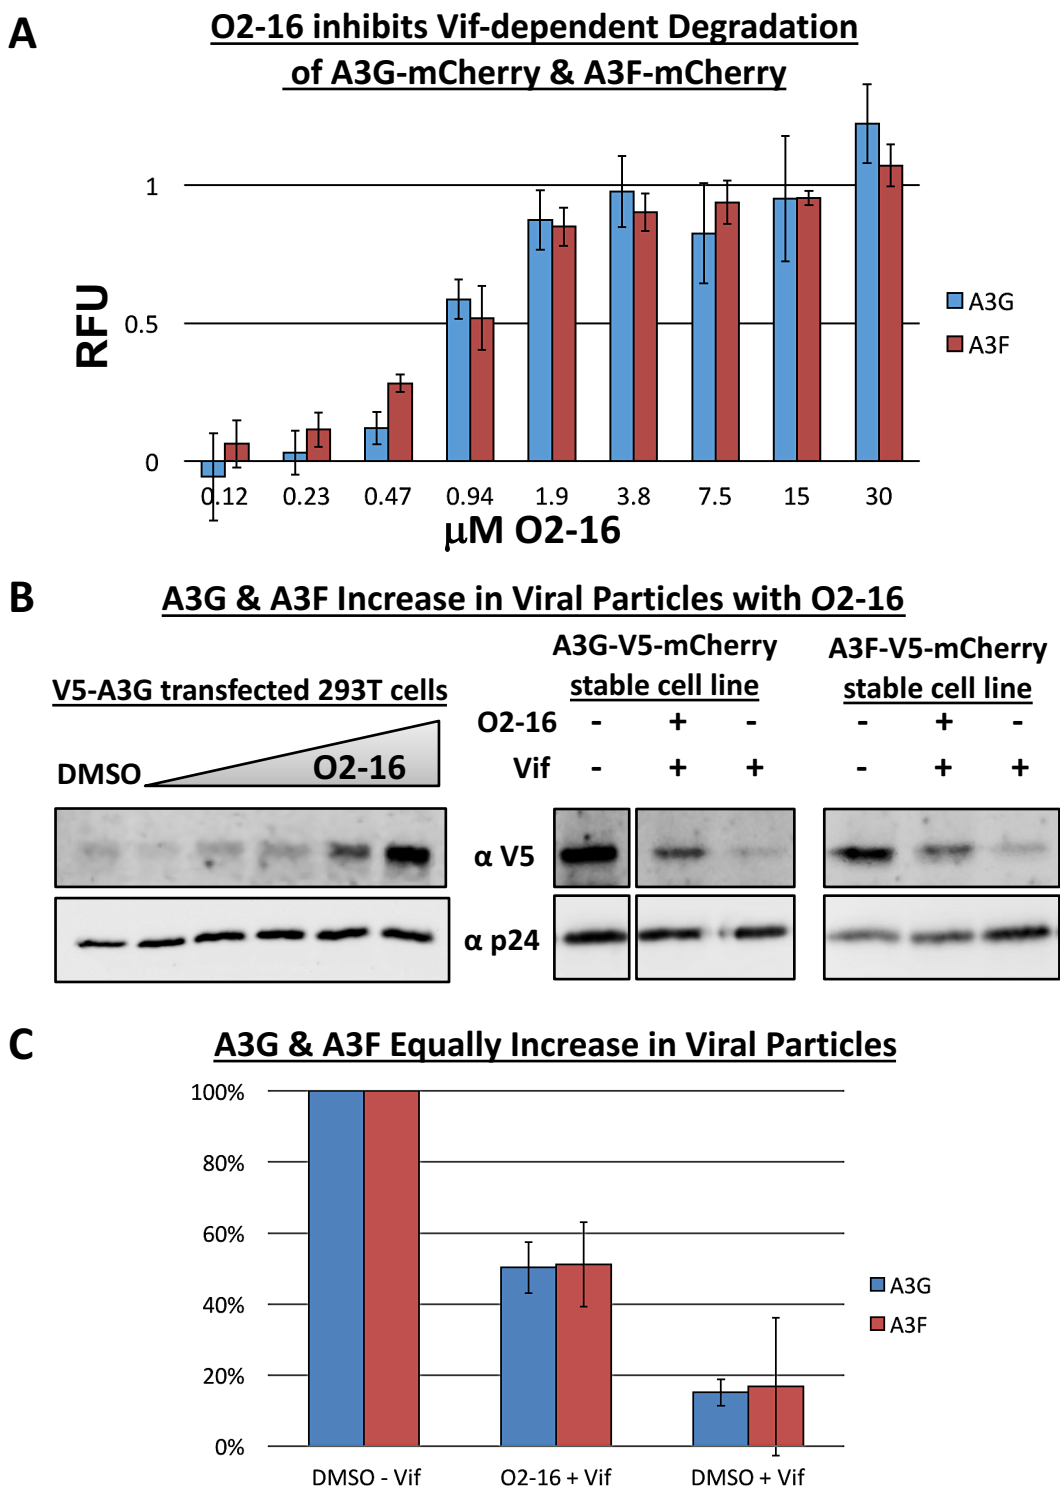 A
O2-16 inhibits Vif-dependent Degradation
of A3G-mCherry & A3F-mCherry
RFU
1
0.5
0
0.12 0.23 0.47 0.94 1.9 3.8 7.5 15 30
μM O2-16
A3G
A3F
B
A3G & A3F Increase in Viral Particles with O2-16
V5-A3G transfected 293T cells
DMSO O2-16
A3G-V5-mCherry
stable cell line
A3F-V5-mCherry
stable cell line
O2-16 - + - - + -
Vif - + + - + +
α V5
α p24
C
A3G & A3F Equally Increase in Viral Particles
100%
80%
60%
40%
20%
0%
DMSO - Vif O2-16 + Vif DMSO + Vif
A3G
A3F